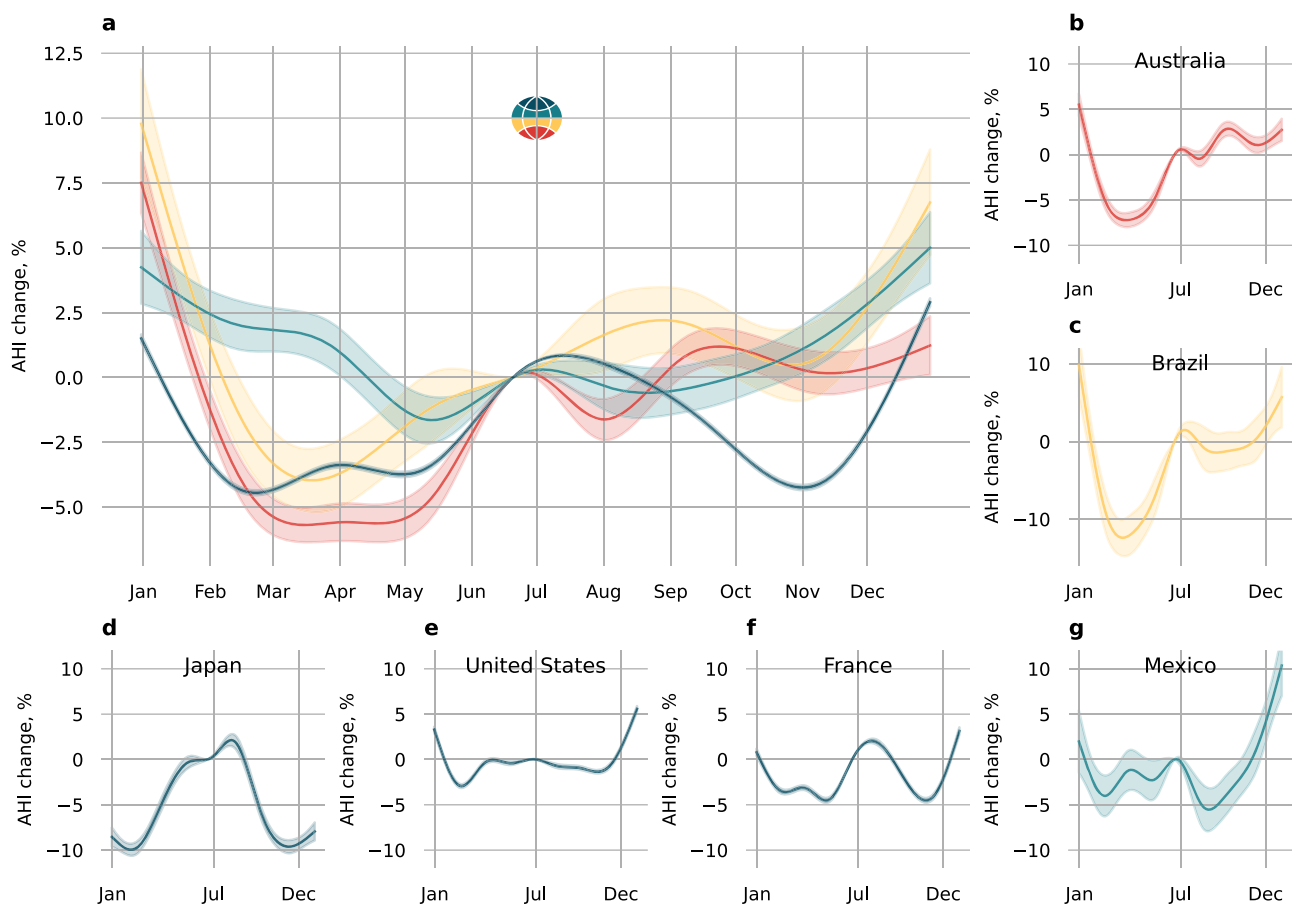 a
12.5
10.0
7.5
5.0
2.5
0.0
−2.5
−5.0
AHI change, %
Jan Feb Mar Apr May Jun Jul Aug Sep Oct Nov Dec
b
Australia
10
5
0
−5
−10
AHI change, %
Jan Jul Dec
c
Brazil
10
0
−10
AHI change, %
Jan Jul Dec
d
Japan
10
5
0
−5
−10
AHI change, %
Jan Jul Dec
e
United States
10
5
0
−5
−10
AHI change, %
Jan Jul Dec
f
France
10
5
0
−5
−10
AHI change, %
Jan Jul Dec
g
Mexico
10
5
0
−5
−10
AHI change, %
Jan Jul Dec